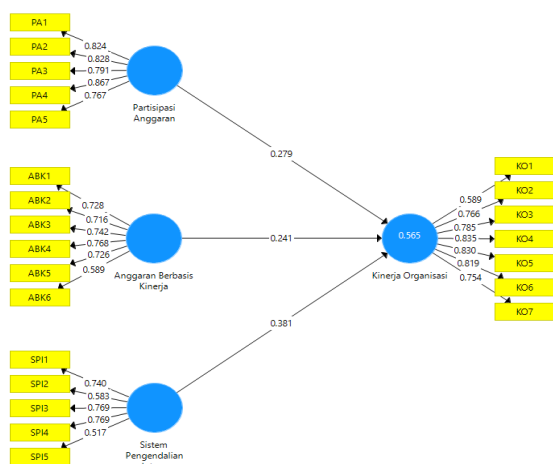 PA1
PA2
PA3
PA4
PA5
0.824
0.828
0.791
0.867
0.767
Partisipasi
Anggaran
0.279
ABK1
ABK2
ABK3
ABK4
ABK5
ABK6
0.728
0.716
0.742
0.768
0.726
0.589
Anggaran Berbasis
Kinerja
0.241
0.565
Kinerja Organisasi
0.589
0.766
0.785
0.835
0.830
0.819
0.754
KO1
KO2
KO3
KO4
KO5
KO6
KO7
0.381
SPI1
SPI2
SPI3
SPI4
SPI5
0.740
0.583
0.769
0.769
0.517
Sistem
Pengendalian